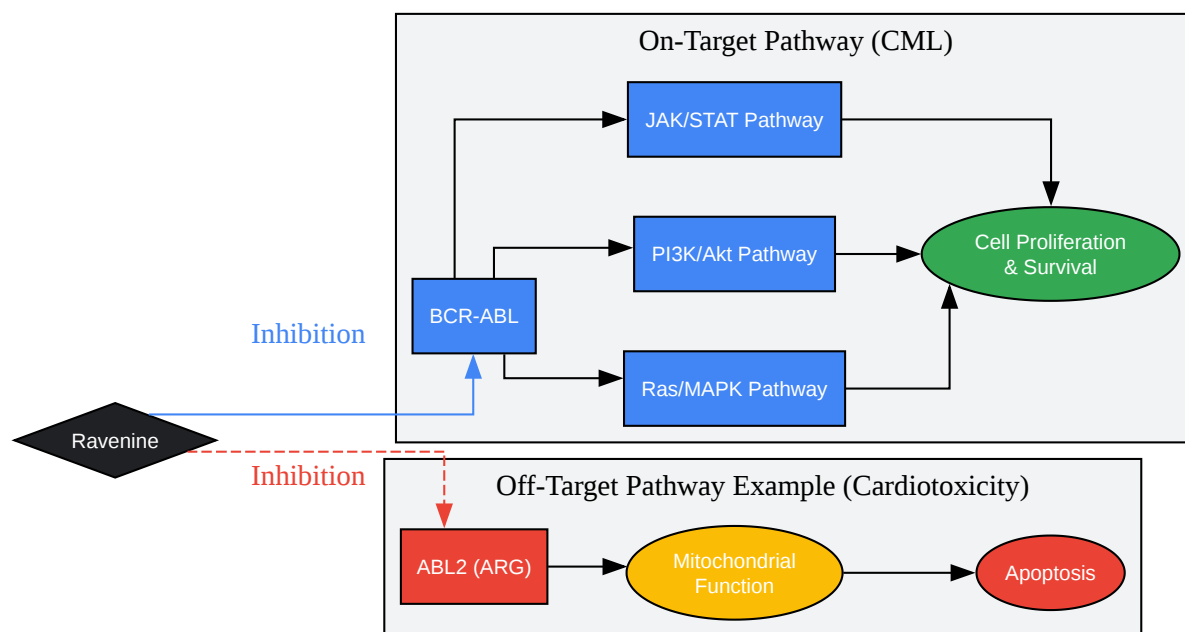 On-Target Pathway (CML)
JAK/STAT Pathway
PI3K/Akt Pathway
Cell Proliferation
& Survival
BCR-ABL
Inhibition
Ras/MAPK Pathway
Ravenine
Inhibition
Off-Target Pathway Example (Cardiotoxicity)
ABL2 (ARG)
Mitochondrial
Function
Apoptosis